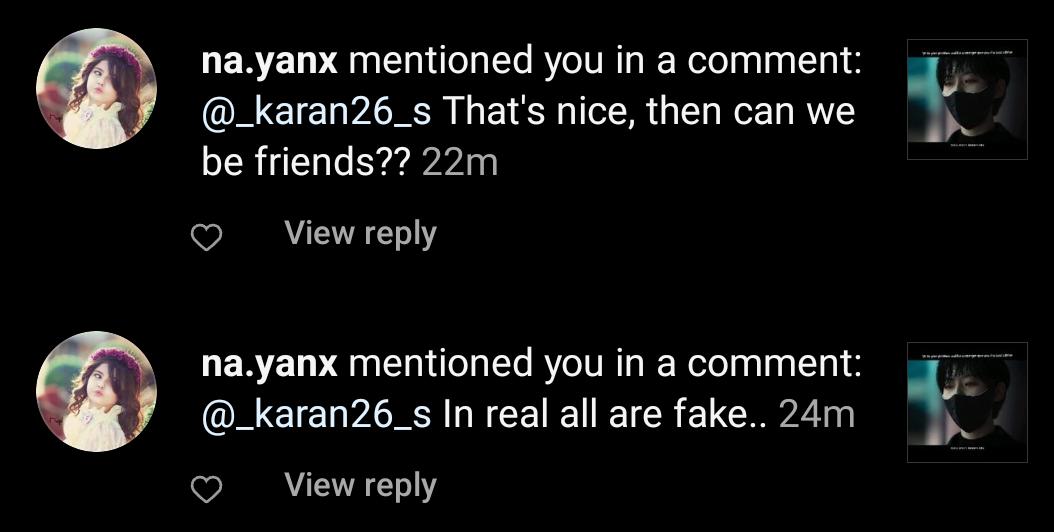 na.yanx mentioned you in a comment:
@_karan26_s That's nice, then can we
be friends?? 22m
View reply
na.yanx mentioned you in a comment:
@_karan26_s In real all are fake.. 24m
View reply